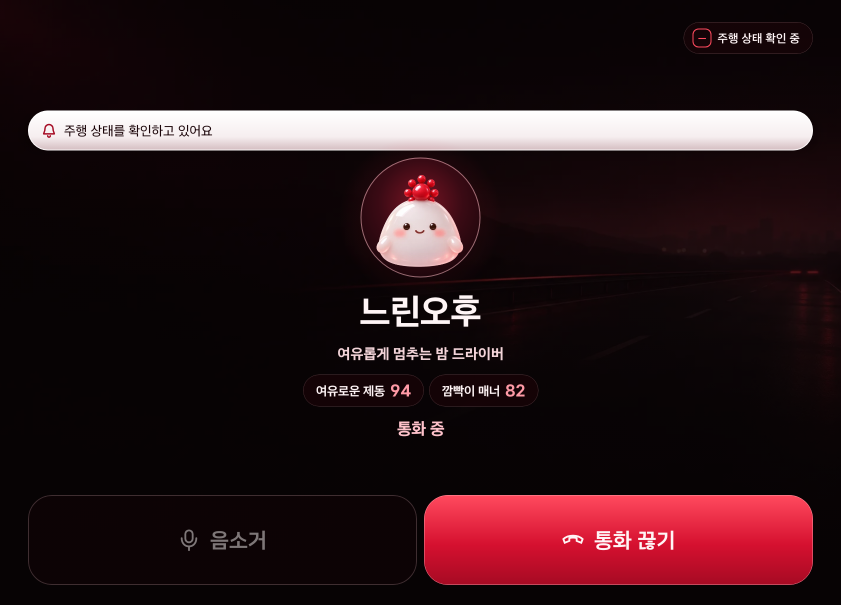 주행 상태 확인 중
주행 상태를 확인하고 있어요
느린오후
여유롭게 멈추는 밤 드라이버
여유로운 제동 94 깜빡이 매너 82
통화 중
음소거 통화 끊기